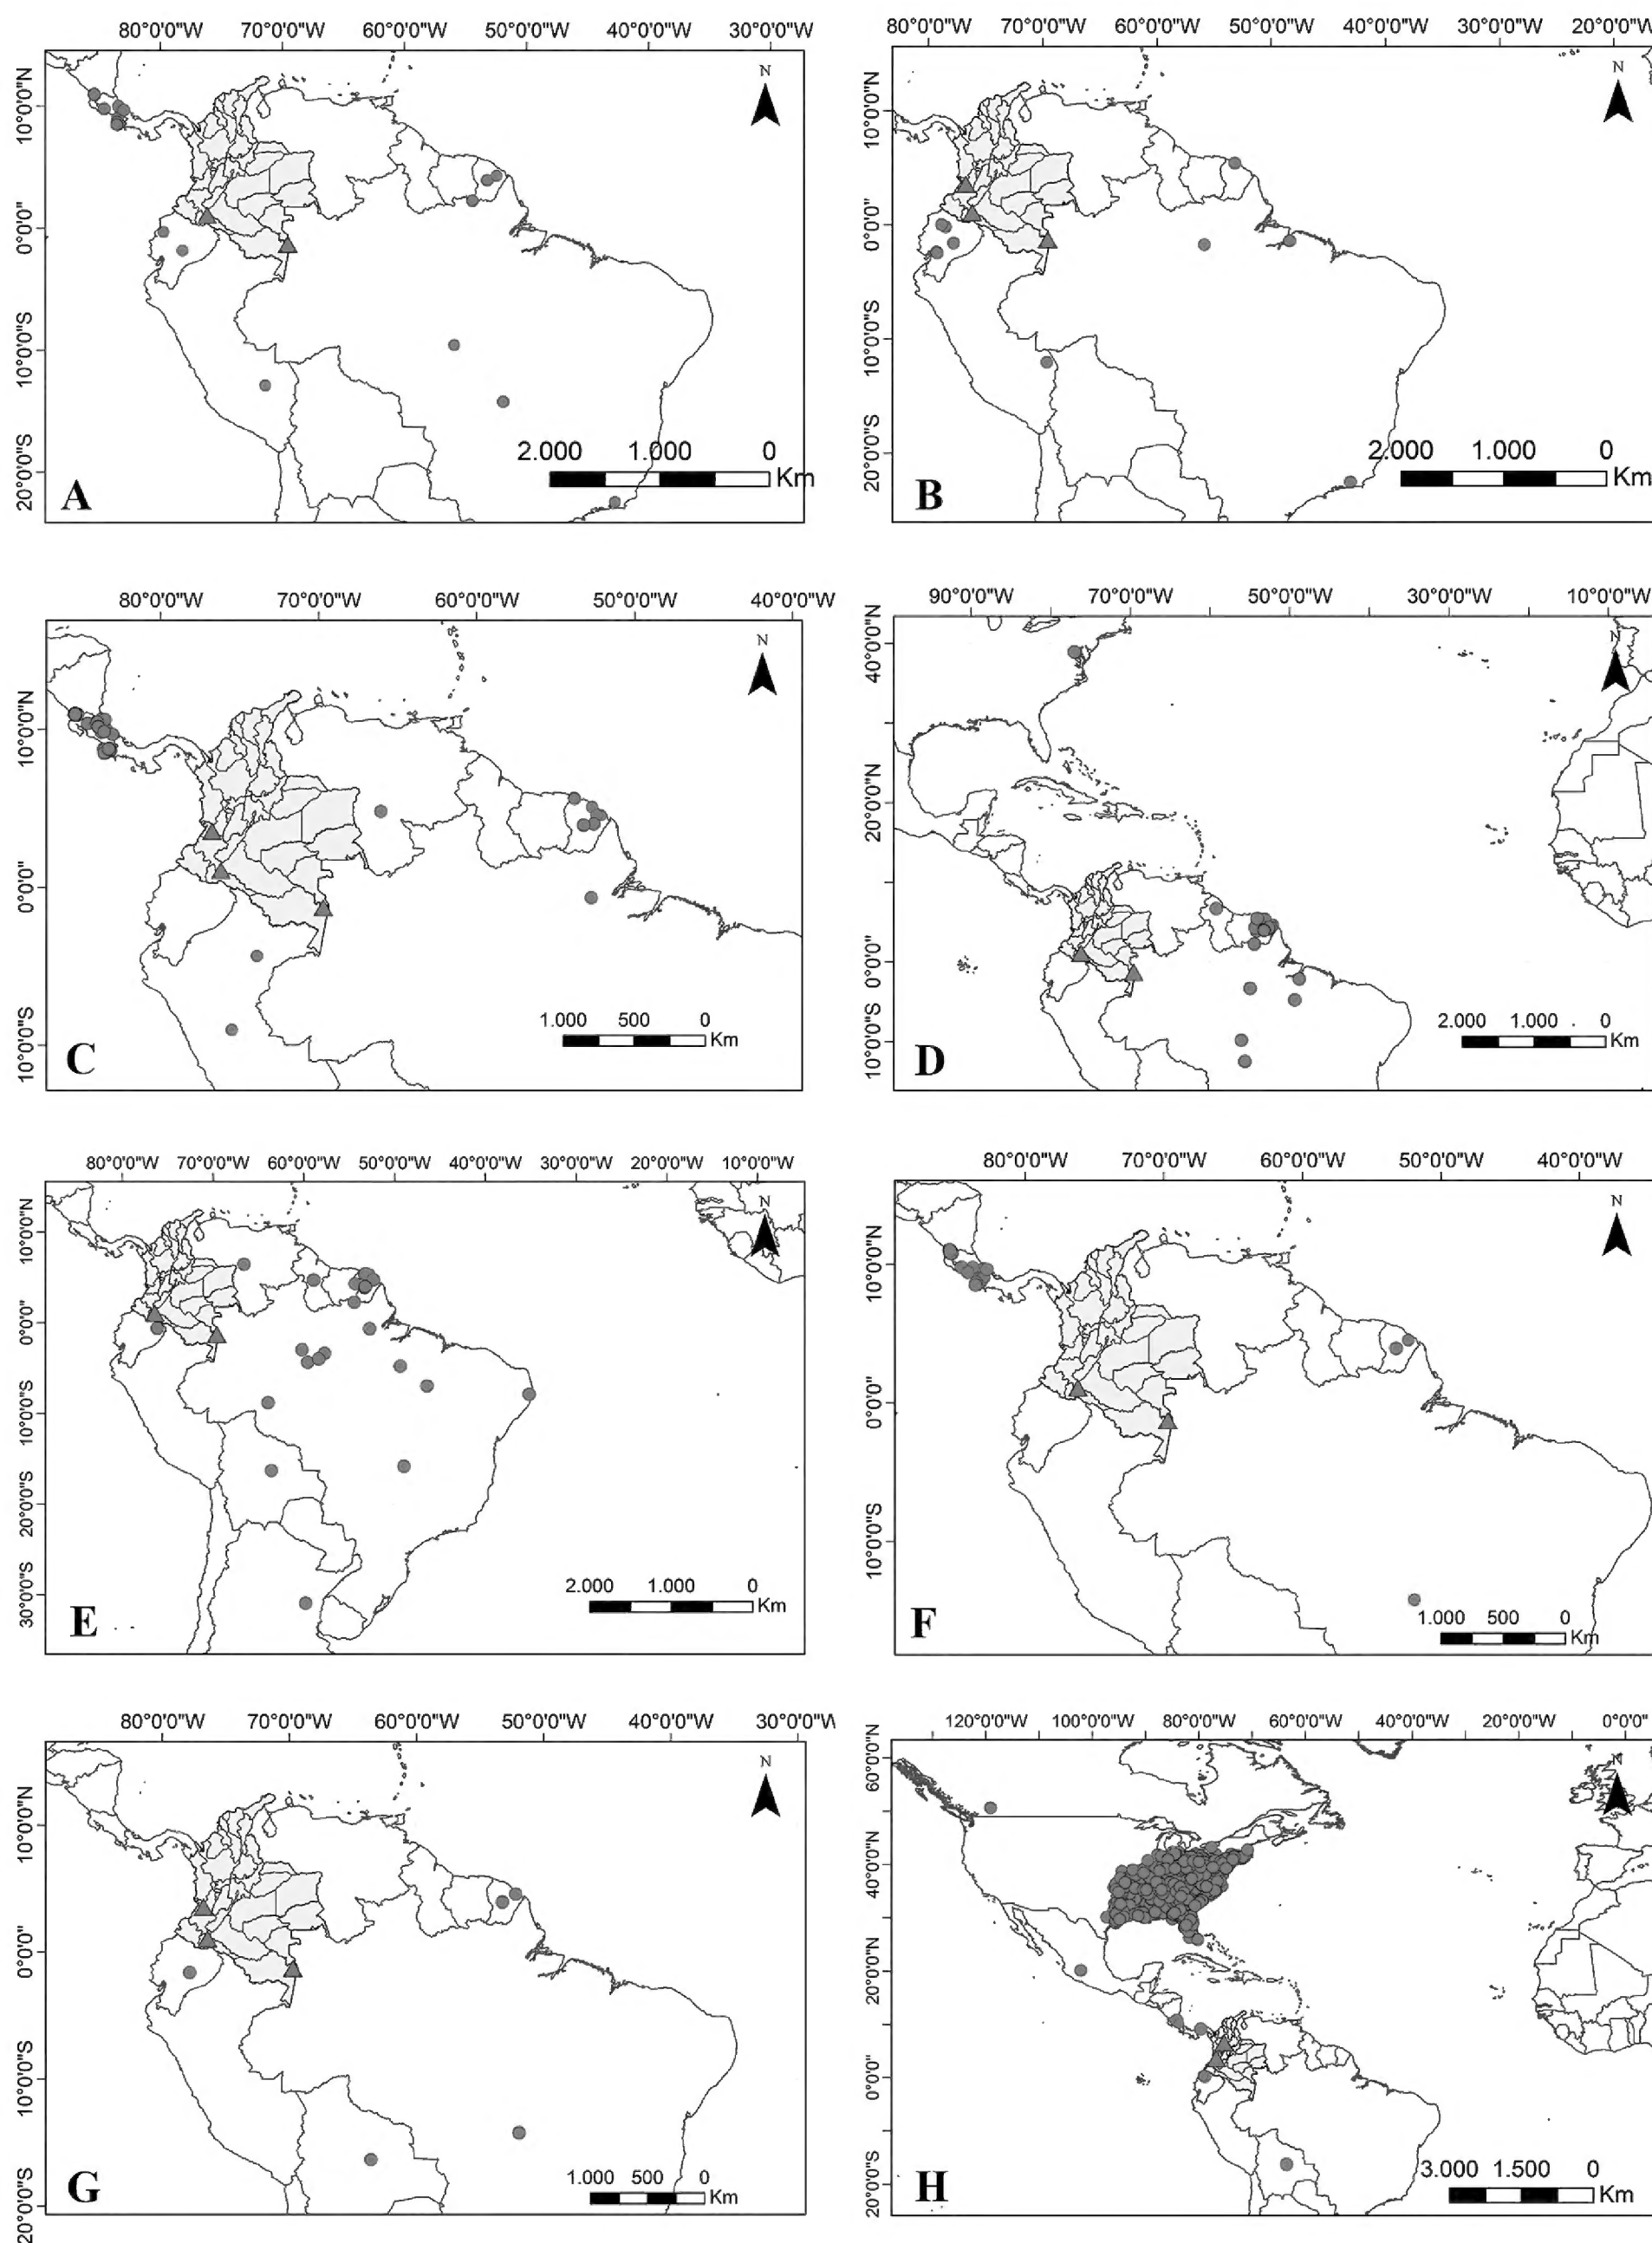 80°0'0"W 70°0'0"W 60°0'0"W 50°0'0"W 40°0'0"W 30°0'0"W
10°0'0"N
0°0'0"
10°0'0"S
20°0'0"S
N
2.000 1.000 0
Km
A
80°0'0"W 70°0'0"W 60°0'0"W 50°0'0"W 40°0'0"W 30°0'0"W 20°0'0"W
10°0'0"N
0°0'0"
10°0'0"S
20°0'0"S
N
2.000 1.000 0
Km
B
80°0'0"W 70°0'0"W 60°0'0"W 50°0'0"W 40°0'0"W
10°0'0"N
0°0'0"
10°0'0"S
N
1.000 500 0
Km
C
90°0'0"W 70°0'0"W 50°0'0"W 30°0'0"W 10°0'0"W
40°0'0"N
20°0'0"N
0°0'0"
10°0'0"S
N
2.000 1.000 0
Km
D
80°0'0"W 70°0'0"W 60°0'0"W 50°0'0"W 40°0'0"W 30°0'0"W 20°0'0"W 10°0'0"W
10°0'0"N
0°0'0"
10°0'0"S
20°0'0"S
30°0'0"S
N
2.000 1.000 0
Km
E
80°0'0"W 70°0'0"W 60°0'0"W 50°0'0"W 40°0'0"W
10°0'0"N
0°0'0"
10°0'0"S
N
1.000 500 0
Km
F
80°0'0"W 70°0'0"W 60°0'0"W 50°0'0"W 40°0'0"W 30°0'0"W
10°0'0"N
0°0'0"
10°0'0"S
20°0'0"S
N
1.000 500 0
Km
G
120°0'0"W 100°0'0"W 80°0'0"W 60°0'0"W 40°0'0"W 20°0'0"W 0°0'0"
60°0'0"N
40°0'0"N
20°0'0"N
0°0'0"
20°0'0"S
N
3.000 1.500 0
Km
H